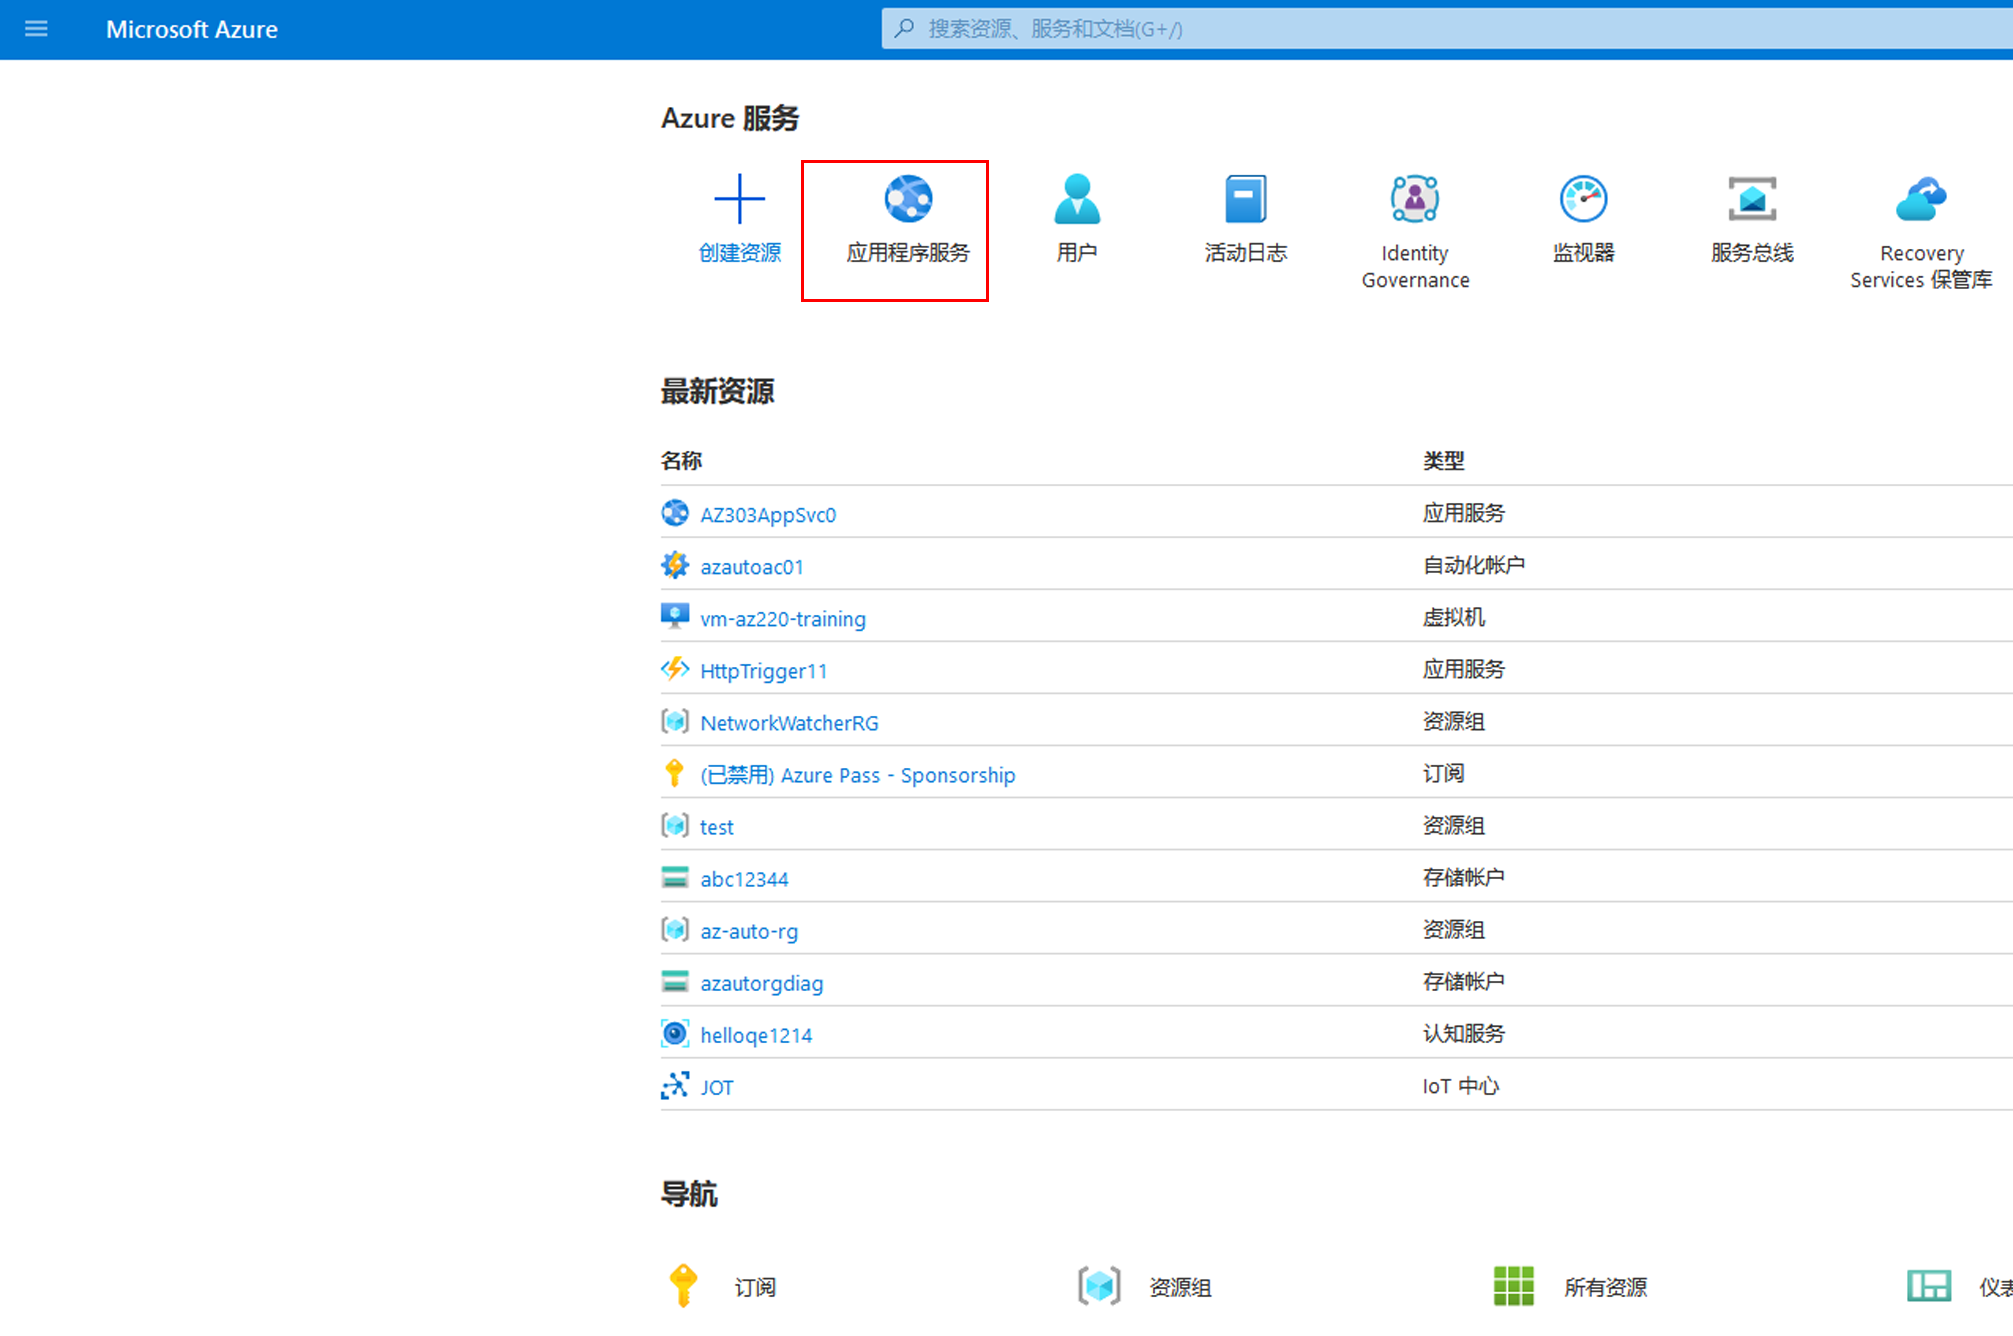 Microsoft Azure
搜索资源、服务和文档(G+/)
Azure 服务
创建资源
应用程序服务
用户
活动日志
Identity
Governance
监视器
服务总线
Recovery
Services 保管库
最新资源
名称 类型
AZ303AppSvc0 应用服务
azautoac01 自动化帐户
vm-az220-training 虚拟机
HttpTrigger11 应用服务
NetworkWatcherRG 资源组
(已禁用) Azure Pass - Sponsorship 订阅
test 资源组
abc12344 存储帐户
az-auto-rg 资源组
azautorgdiag 存储帐户
helloqe1214 认知服务
JOT IoT 中心
导航
订阅 资源组 所有资源 仪表